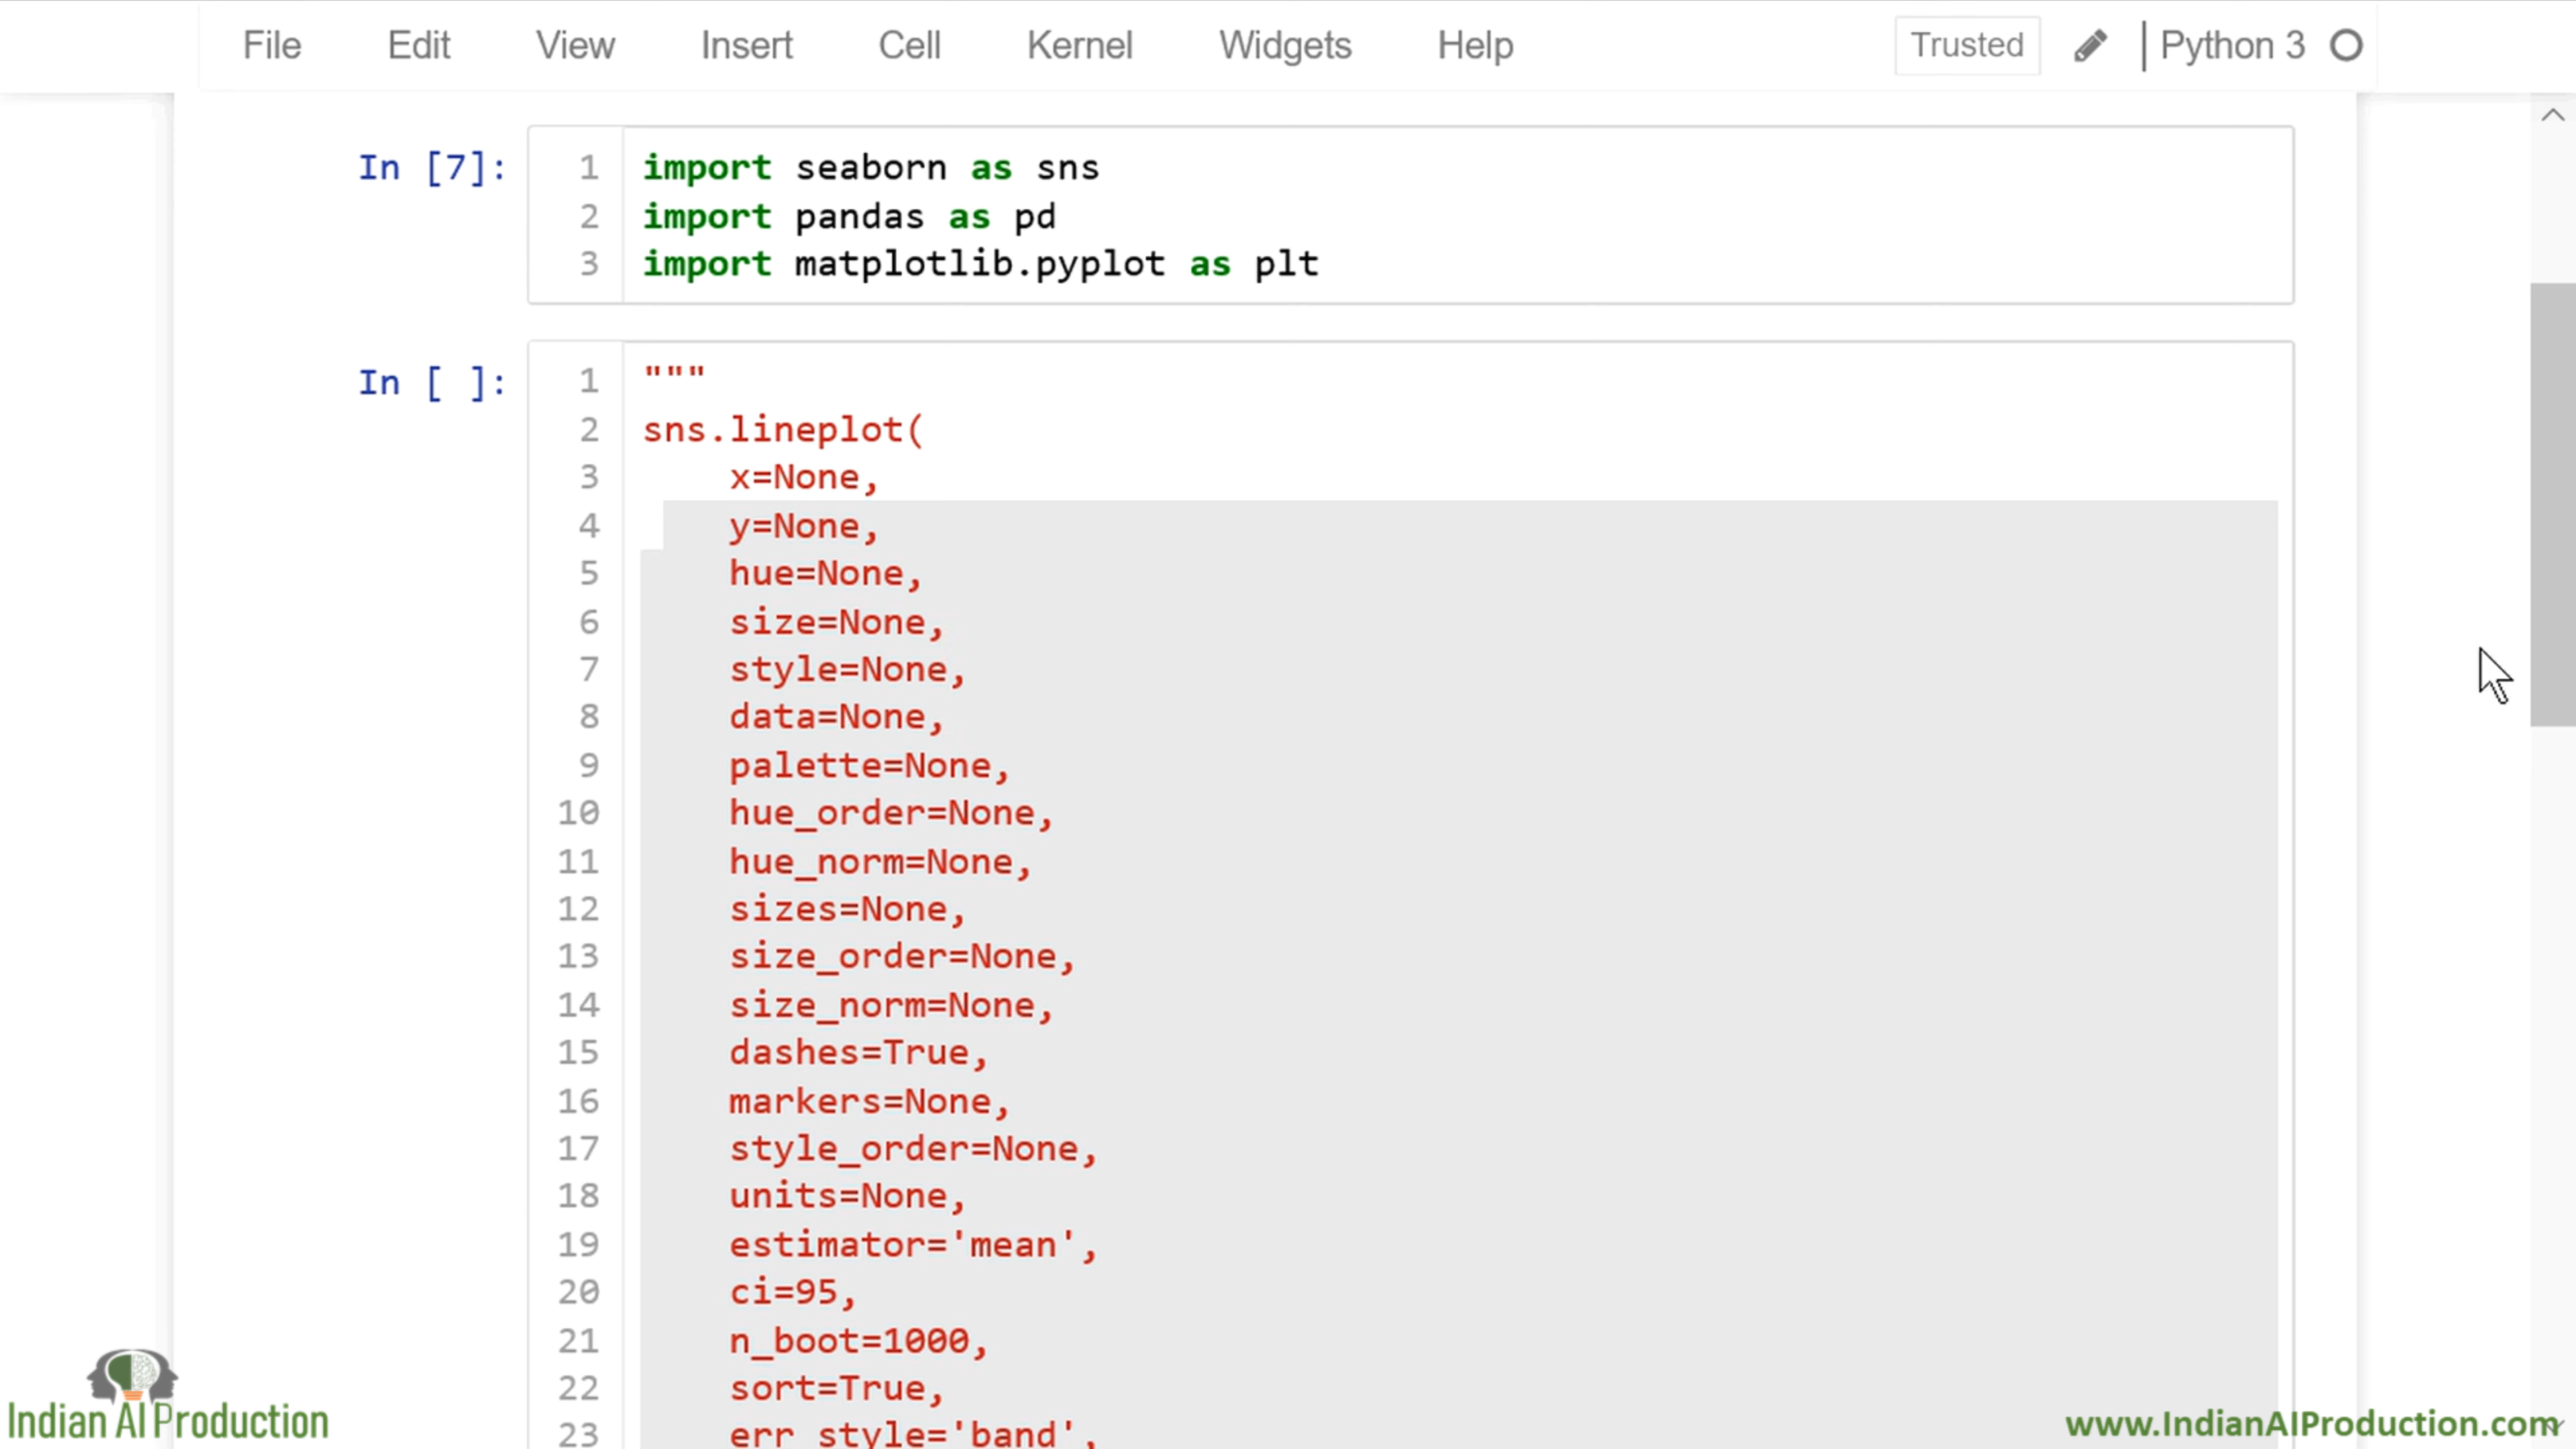 File Edit View Insert Cell Kernel Widgets Help Trusted Python 3
In [7]:
1 import seaborn as sns
2 import pandas as pd
3 import matplotlib.pyplot as plt
In [ ]:
1 """
2 sns.lineplot(
3 x=None,
4 y=None,
5 hue=None,
6 size=None,
7 style=None,
8 data=None,
9 palette=None,
10 hue_order=None,
11 hue_norm=None,
12 sizes=None,
13 size_order=None,
14 size_norm=None,
15 dashes=True,
16 markers=None,
17 style_order=None,
18 units=None,
19 estimator='mean',
20 ci=95,
21 n_boot=1000,
22 sort=True,
23 err_style='band',
Indian AI Production
www.IndianAIProduction.com